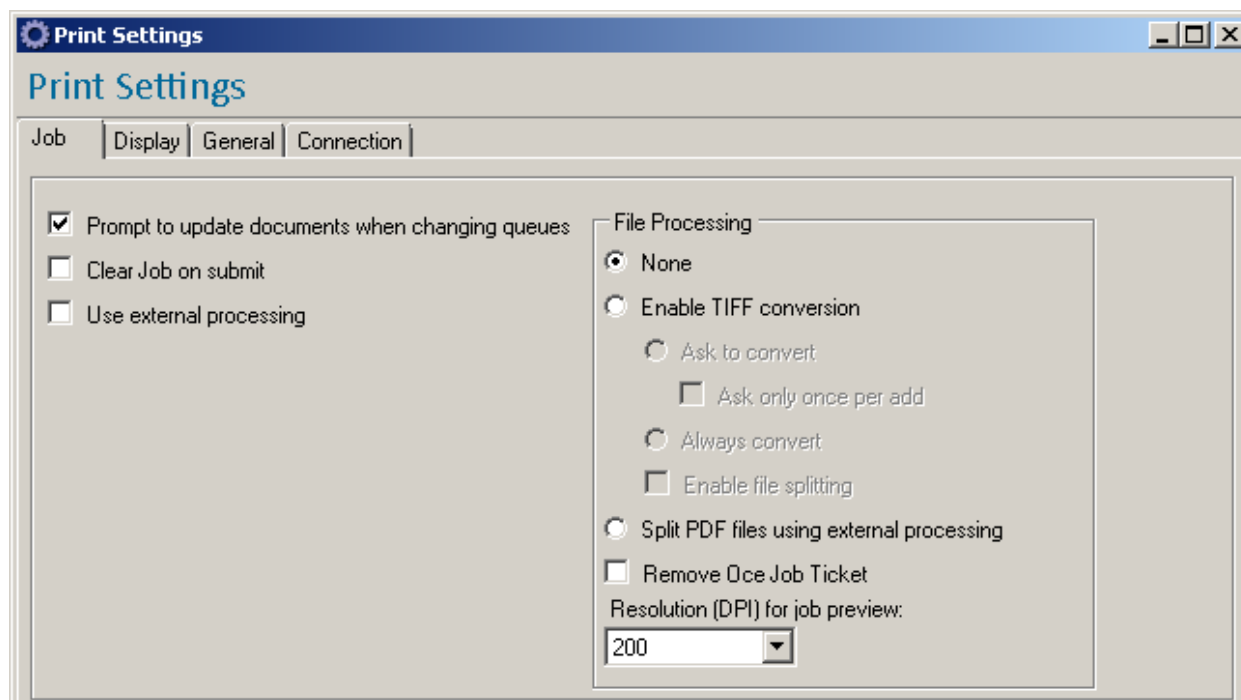 Print Settings
Print Settings
Job Display General Connection
Prompt to update documents when changing queues
Clear Job on submit
Use external processing
File Processing
None
Enable TIFF conversion
Ask to convert
Ask only once per add
Always convert
Enable file splitting
Split PDF files using external processing
Remove Oce Job Ticket
Resolution (DPI) for job preview:
200